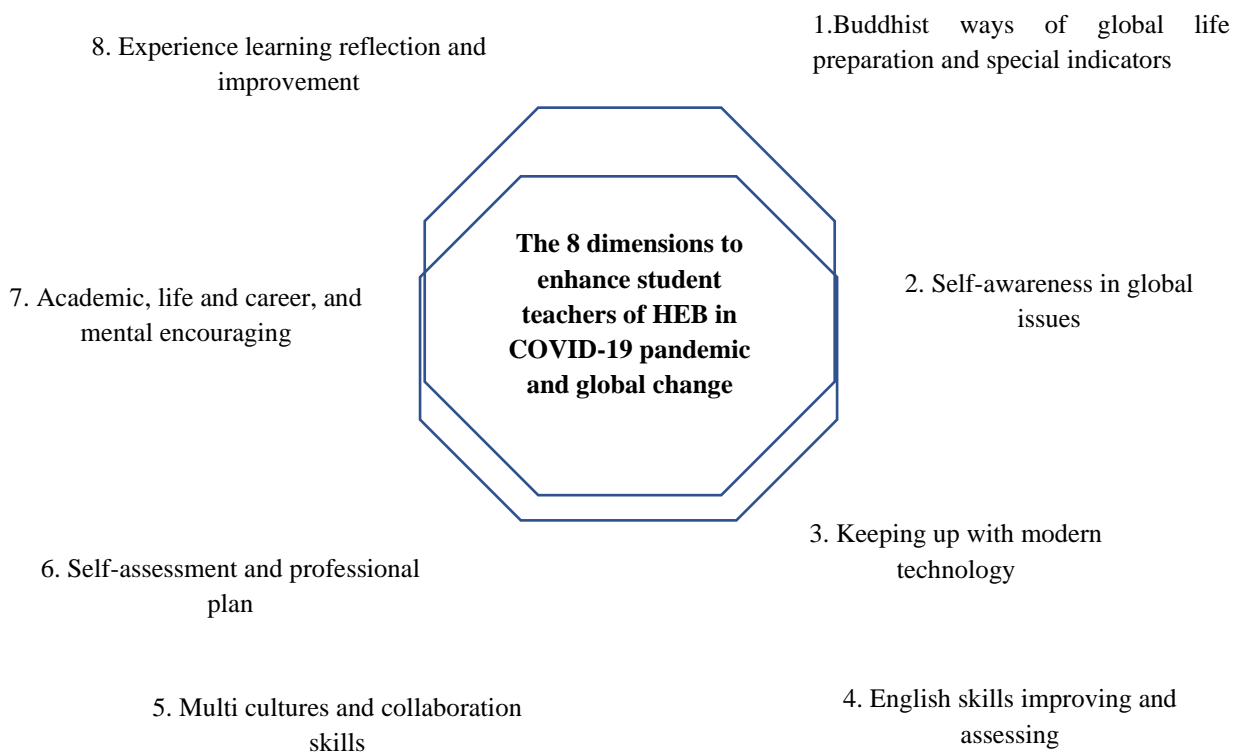 8. Experience learning reflection and
improvement
1.Buddhist ways of global life
preparation and special indicators
The 8 dimensions to
enhance student
teachers of HEB in
COVID-19 pandemic
and global change
7. Academic, life and career, and
mental encouraging
2. Self-awareness in global
issues
3. Keeping up with modern
technology
6. Self-assessment and professional
plan
5. Multi cultures and collaboration
skills
4. English skills improving and
assessing